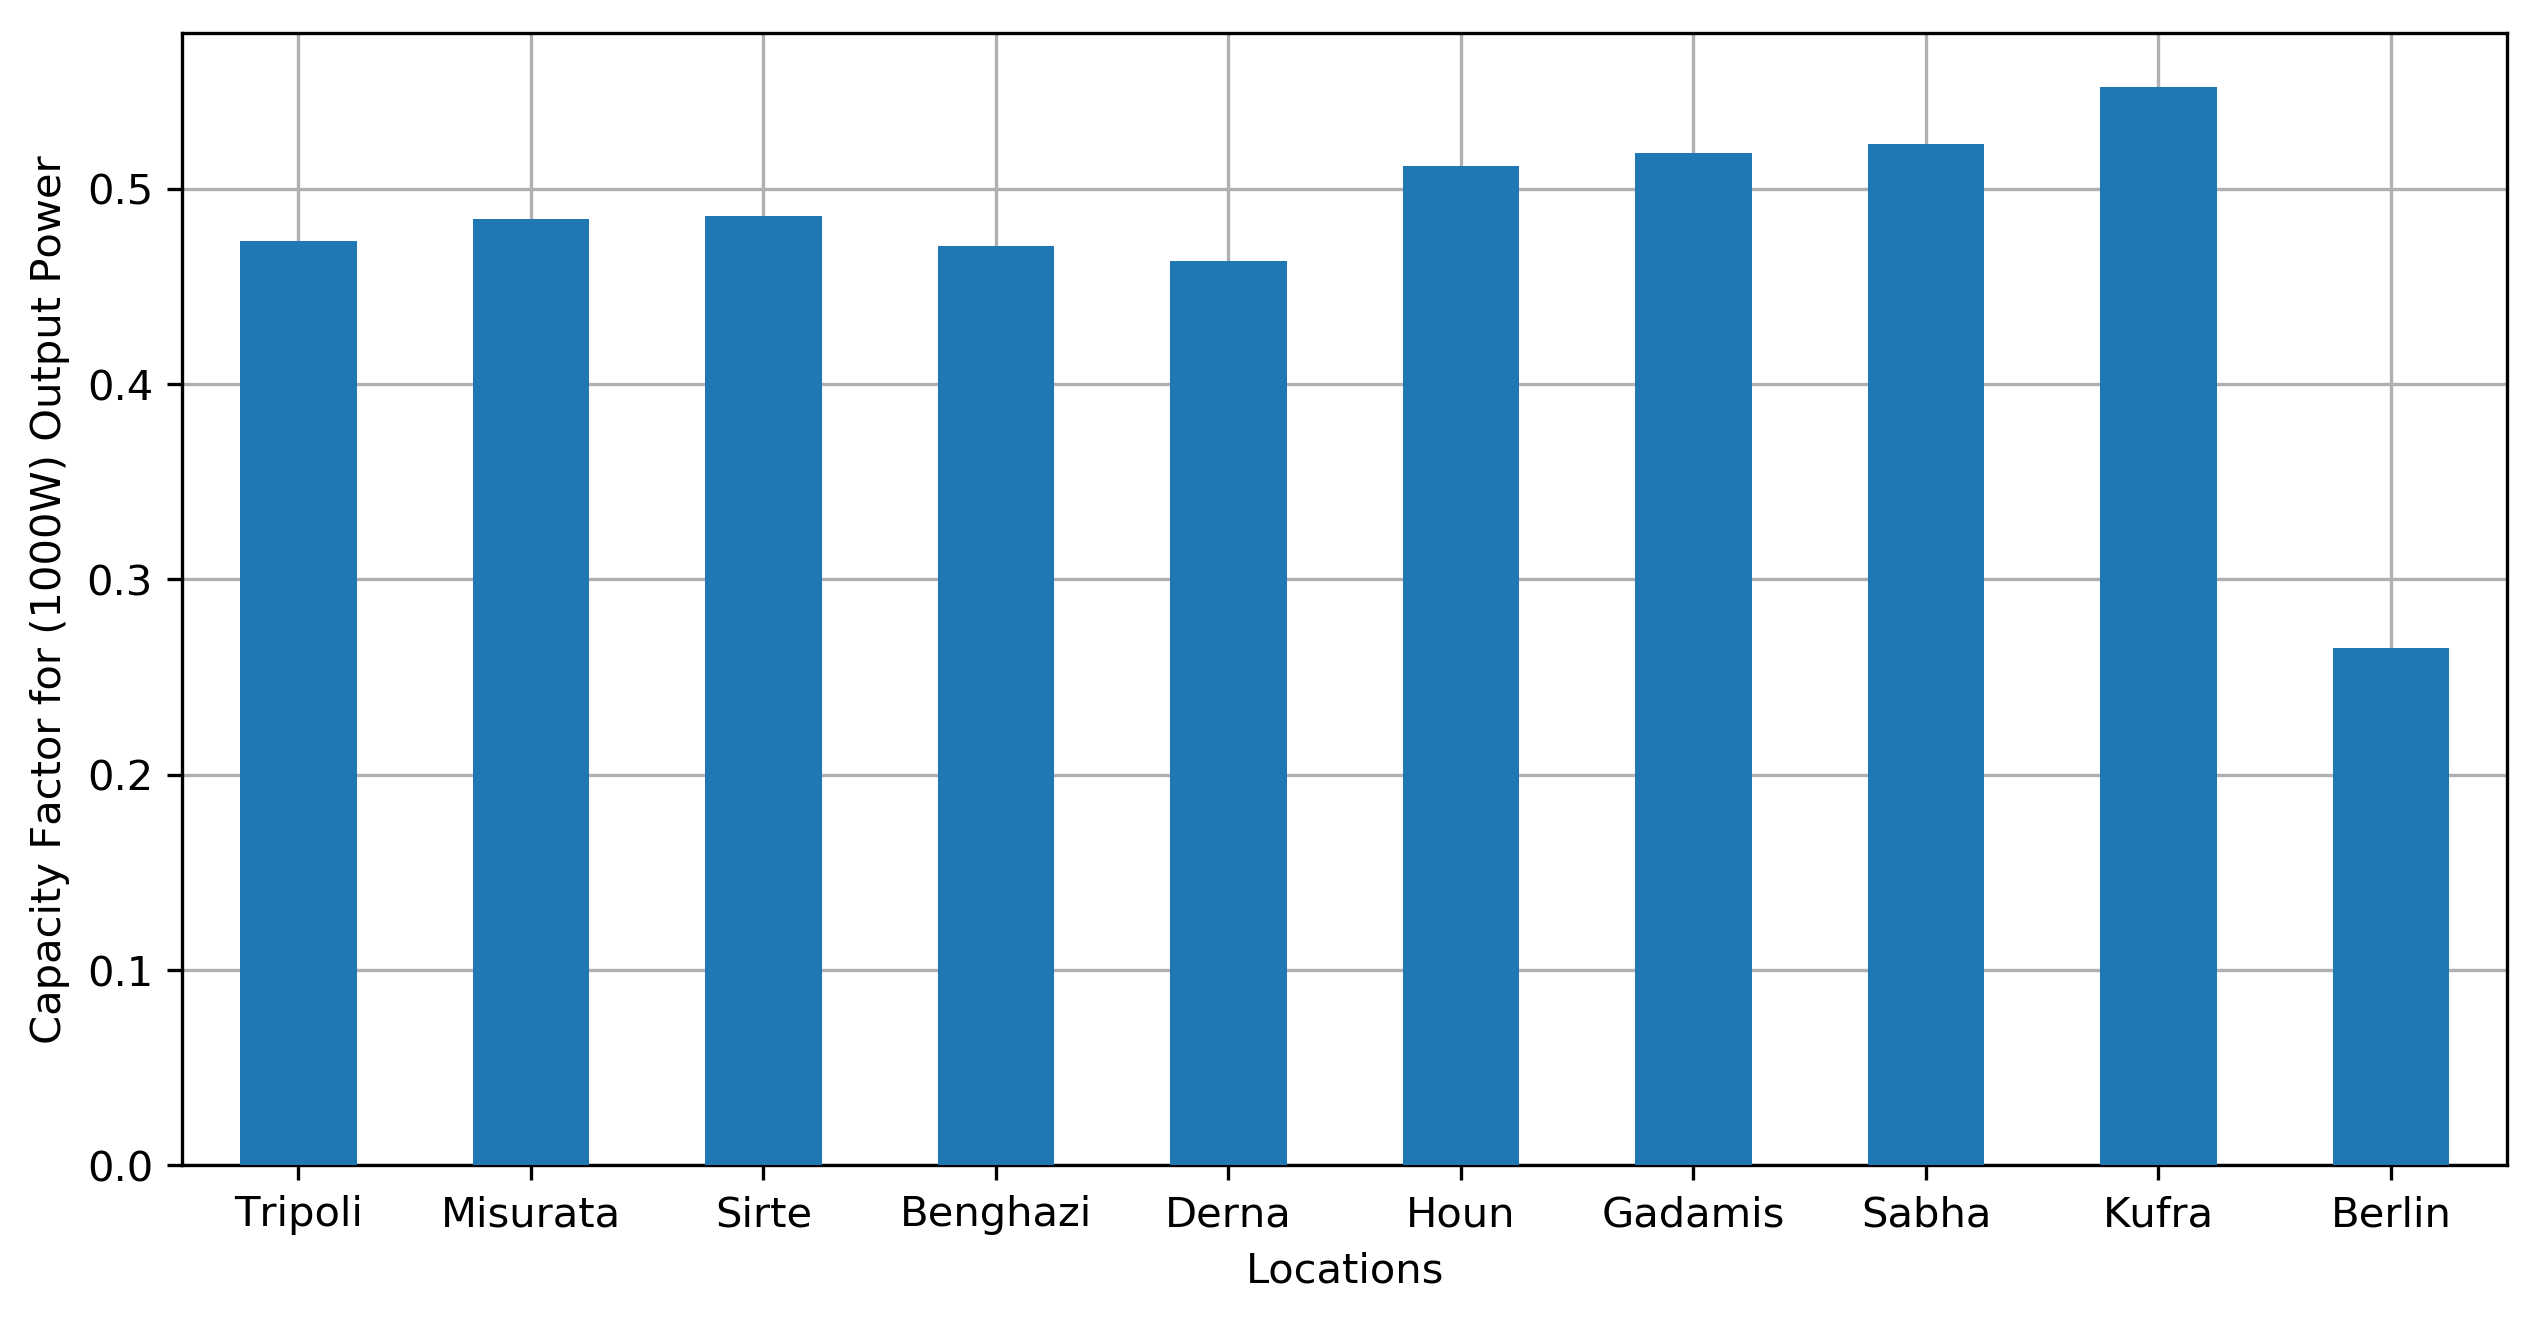 Capacity Factor for (1000W) Output Power
0.5
0.4
0.3
0.2
0.1
0.0
Tripoli Misurata Sirte Benghazi Derna Houn Gadamis Sabha Kufra Berlin
Locations